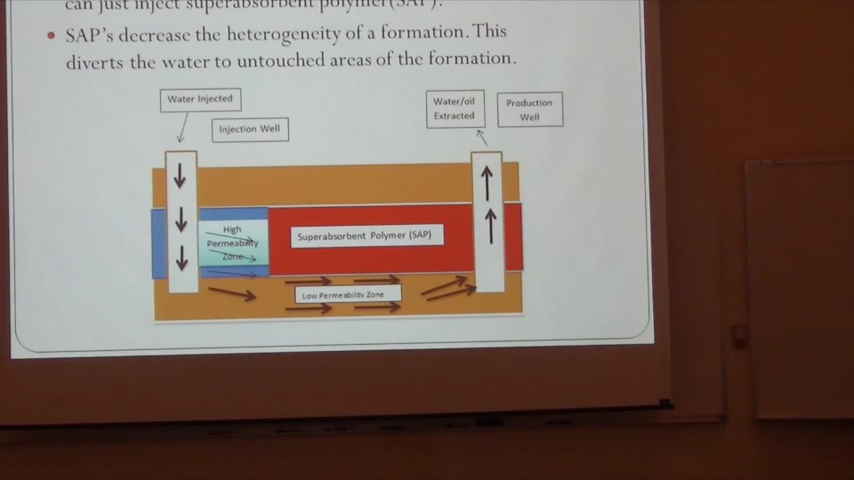 can just inject superabsorbent polymer(SAP).
• SAP's decrease the heterogeneity of a formation. This
diverts the water to untouched areas of the formation.
Water Injected
Injection Well
Water/oil
Extracted
Production
Well
High
Permeability
Zone
Superabsorbent Polymer (SAP)
Low Permeability Zone